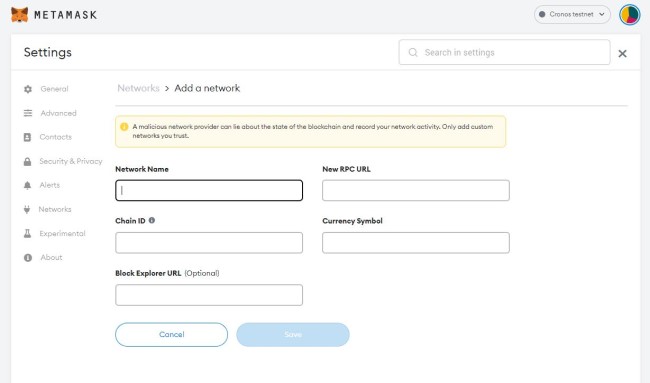 METAMASK
Cronos testnet
Settings
Search in settings
General
Advanced
Contacts
Security & Privacy
Alerts
Networks
Experimental
About
Networks > Add a network
A malicious network provider can lie about the state of the blockchain and record your network activity. Only add custom
networks you trust.
Network Name
New RPC URL
Chain ID
Currency Symbol
Block Explorer URL (Optional)
Cancel
Save